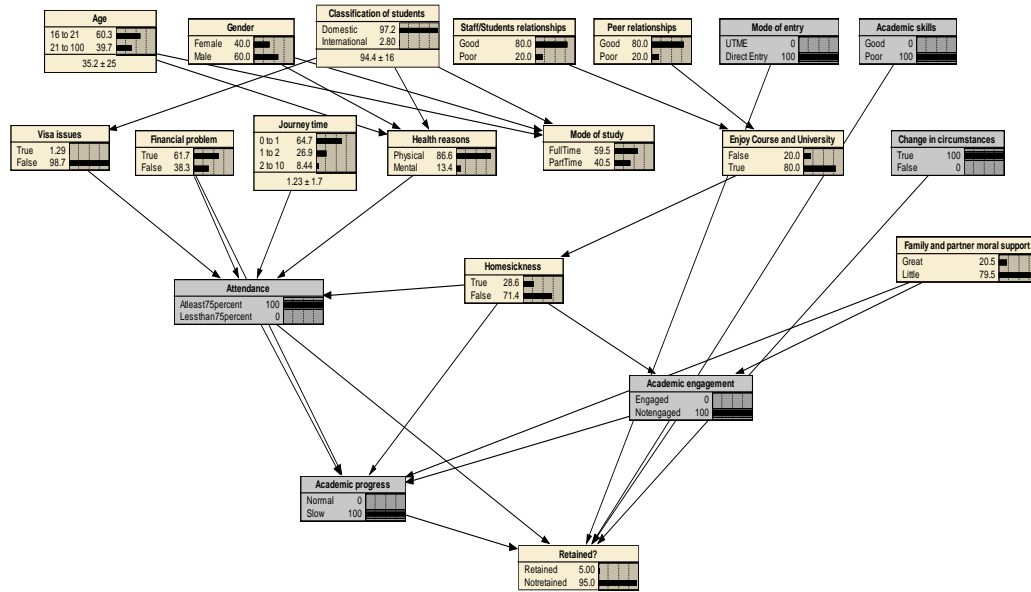 Age
16 to 21 60.3
21 to 100 39.7
35.2 ± 25
Gender
Female 40.0
Male 60.0
Classification of students
Domestic 97.2
International 2.80
94.4 ± 16
Staff/Students relationships
Good 80.0
Poor 20.0
Peer relationships
Good 80.0
Poor 20.0
Mode of entry
UTME 0
Direct Entry 100
Academic skills
Good 0
Poor 100
Visa issues
True 1.29
False 98.7
Financial problem
True 61.7
False 38.3
Journey time
0 to 1 64.7
1 to 2 26.9
2 to 10 8.44
1.23 ± 1.7
Health reasons
Physical 86.6
Mental 13.4
Mode of study
FullTime 59.5
PartTime 40.5
Enjoy Course and University
False 20.0
True 80.0
Change in circumstances
True 100
False 0
Family and partner moral support
Great 20.5
Little 79.5
Homesickness
True 28.6
False 71.4
Attendance
Atleast75percent 100
Lessthan75percent 0
Academic engagement
Engaged 0
Notengaged 100
Academic progress
Normal 0
Slow 100
Retained?
Retained 5.00
Notretained 95.0